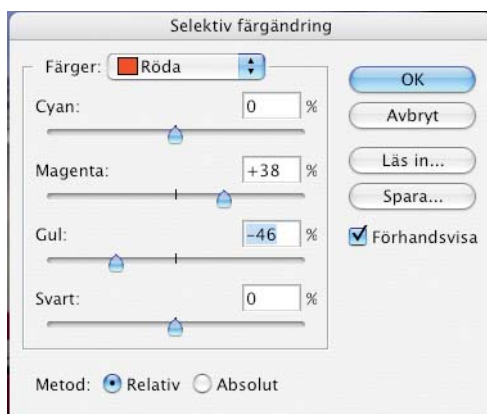 Selektiv färgändring
Färger: Röda
Cyan: 0 %
Magenta: +38 %
Gul: -46 %
Svart: 0 %
Metod: Relativ Absolut
OK
Avbryt
Läs in...
Spara...
Förhandsvisa